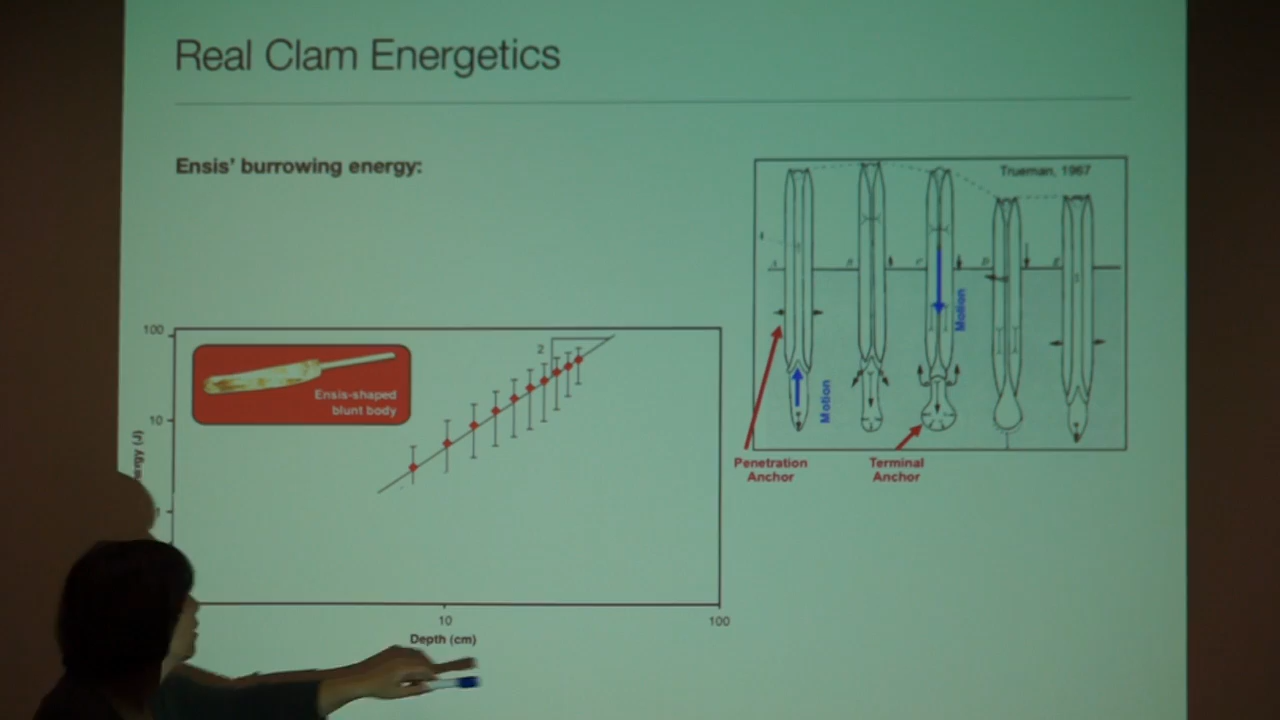 Real Clam Energetics
Ensis' burrowing energy:
Trueman, 1967
A
B
C
D
E
Motion
Motion
Penetration
Anchor
Terminal
Anchor
100
10
2
Ensis-shaped
blunt body
10
100
Depth (cm)